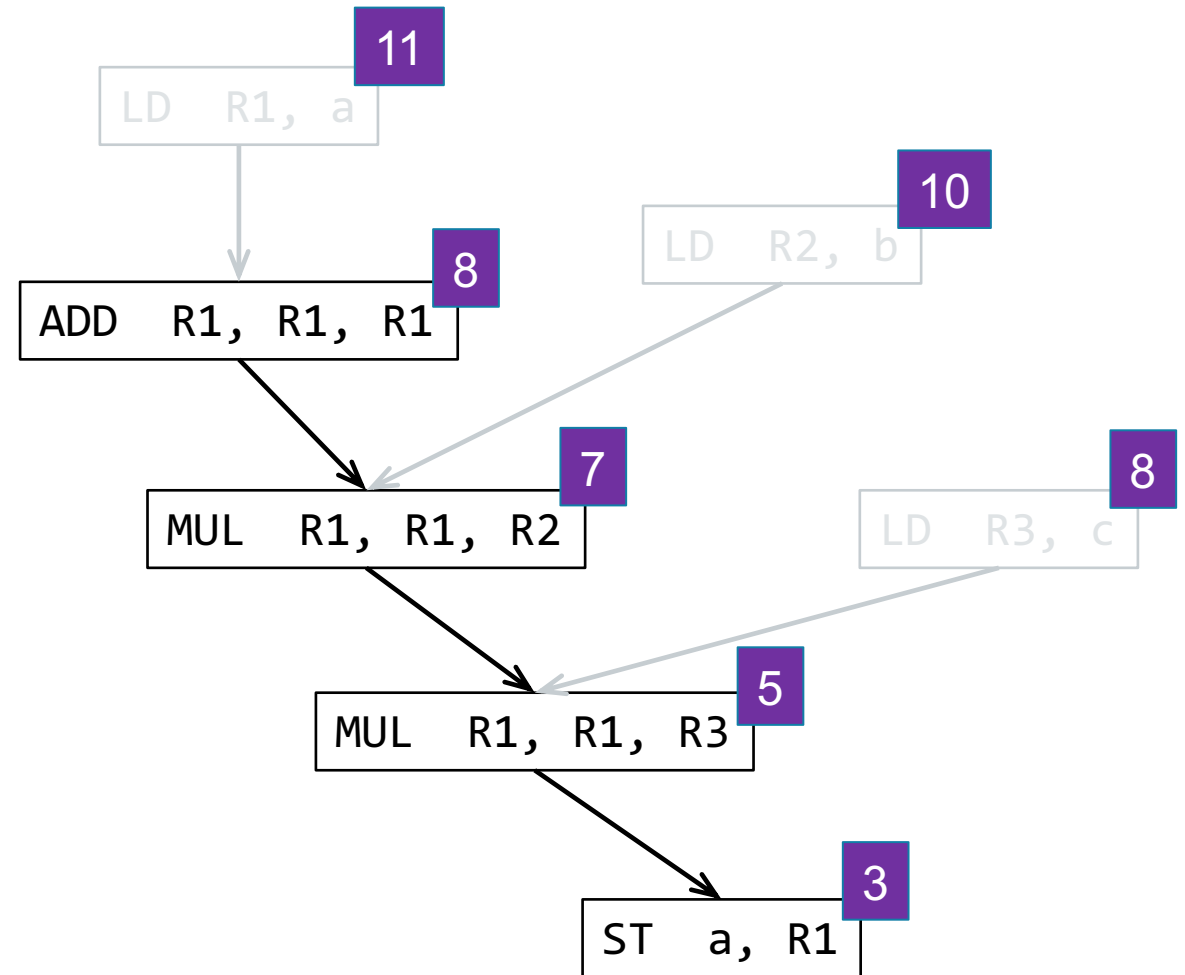 11
LD R1, a
10
LD R2, b
8
ADD R1, R1, R1
7
MUL R1, R1, R2
8
LD R3, c
5
MUL R1, R1, R3
3
ST a, R1